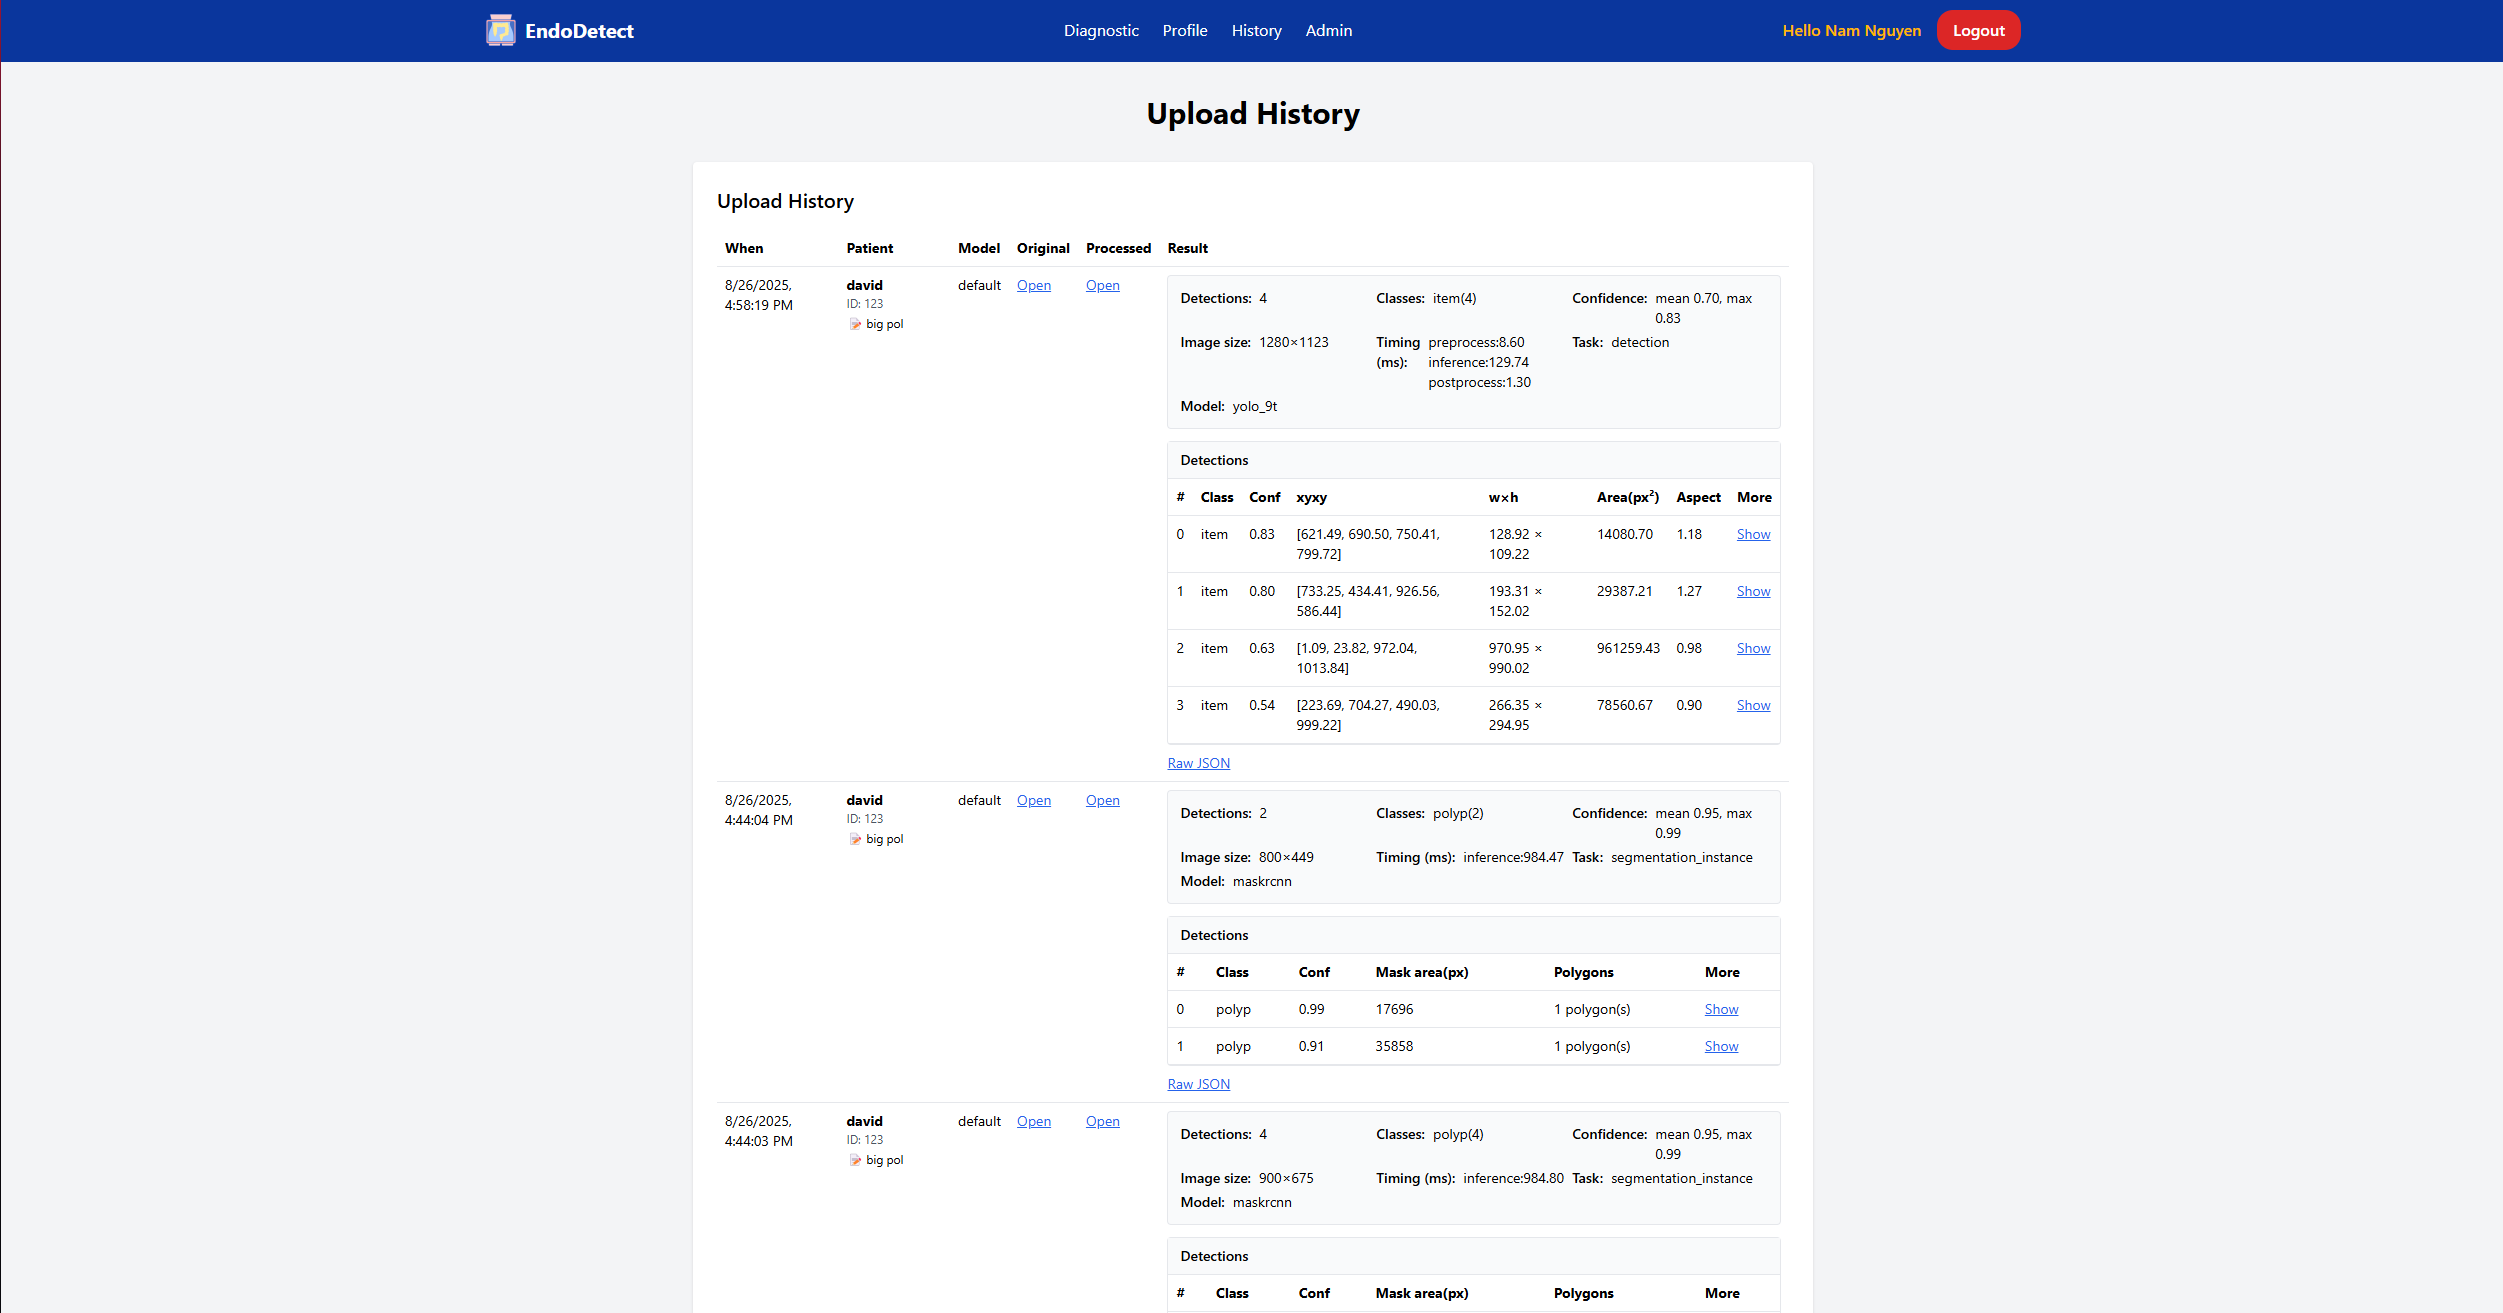 EndoDetect
Diagnostic Profile History Admin
Hello Nam Nguyen Logout
Upload History
Upload History
When Patient Model Original Processed Result
8/26/2025,
4:58:19 PM
david
ID: 123
big pol
default Open Open
Detections: 4 Classes: item(4) Confidence: mean 0.70, max
0.83
Image size: 1280×1123 Timing preprocess:8.60 Task: detection
(ms): inference:129.74
postprocess:1.30
Model: yolo_9t
Detections
# Class Conf xyxy w×h Area(px²) Aspect More
0 item 0.83 [621.49, 690.50, 750.41, 128.92 × 14080.70 1.18 Show
799.72] 109.22
1 item 0.80 [733.25, 434.41, 926.56, 193.31 × 29387.21 1.27 Show
586.44] 152.02
2 item 0.63 [1.09, 23.82, 972.04, 970.95 × 961259.43 0.98 Show
1013.84] 990.02
3 item 0.54 [223.69, 704.27, 490.03, 266.35 × 78560.67 0.90 Show
999.22] 294.95
Raw JSON
8/26/2025,
4:44:04 PM
david
ID: 123
big pol
default Open Open
Detections: 2 Classes: polyp(2) Confidence: mean 0.95, max
0.99
Image size: 800×449 Timing (ms): inference:984.47 Task: segmentation_instance
Model: maskrcnn
Detections
# Class Conf Mask area(px) Polygons More
0 polyp 0.99 17696 1 polygon(s) Show
1 polyp 0.91 35858 1 polygon(s) Show
Raw JSON
8/26/2025,
4:44:03 PM
david
ID: 123
big pol
default Open Open
Detections: 4 Classes: polyp(4) Confidence: mean 0.95, max
0.99
Image size: 900×675 Timing (ms): inference:984.80 Task: segmentation_instance
Model: maskrcnn
Detections
# Class Conf Mask area(px) Polygons More